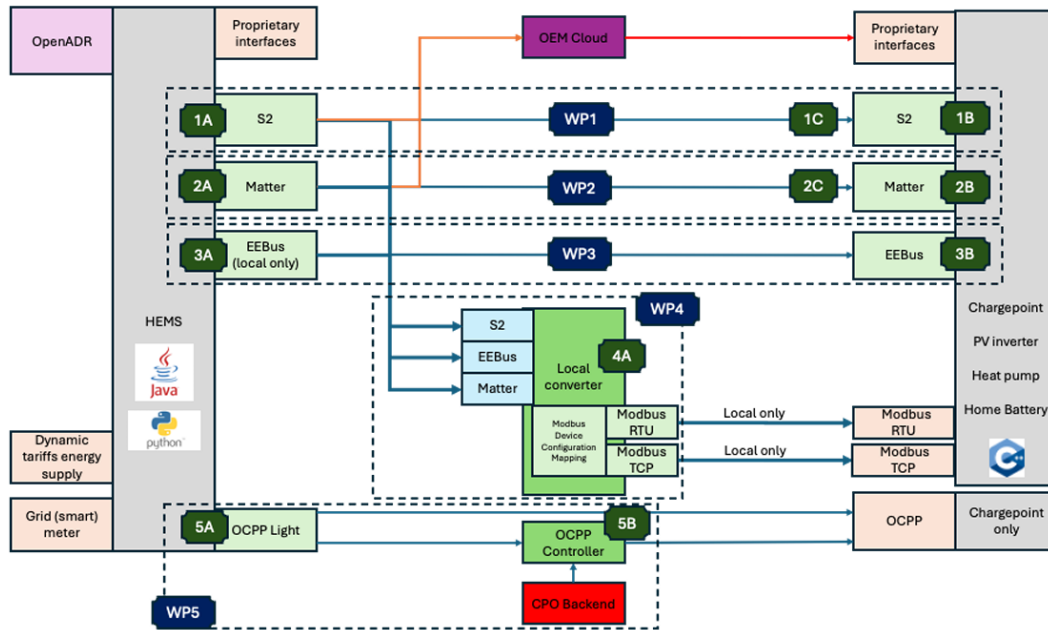 OpenADR
Proprietary
interfaces
OEM Cloud
Proprietary
interfaces
1A
S2
WP1
1C
S2
1B
2A
Matter
WP2
2C
Matter
2B
3A
EEBus
(local only)
WP3
EEBus
3B
HEMS
Java
python
WP4
S2
EEBus
Matter
Local
converter
4A
Modbus
Device
Configuration
Mapping
Modbus
RTU
Modbus
TCP
Local only
Local only
Modbus
RTU
Modbus
TCP
Chargepoint
PV inverter
Heat pump
Home Battery
C++
Dynamic
tariffs energy
supply
Grid (smart)
meter
5A
OCPP Light
5B
OCPP
Controller
OCPP
Chargepoint
only
CPO Backend
WP5